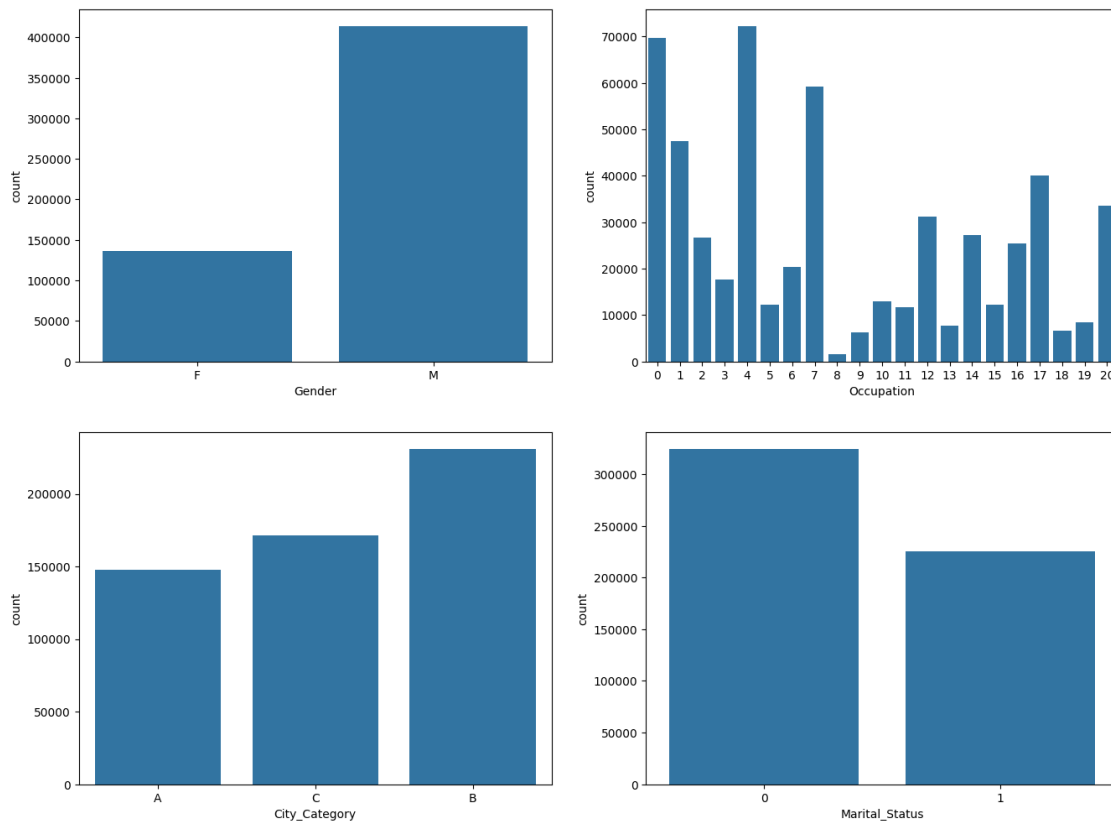 400000
350000
300000
250000
200000
150000
100000
50000
0
count
F M
Gender
70000
60000
50000
40000
30000
20000
10000
0
count
0 1 2 3 4 5 6 7 8 9 10 11 12 13 14 15 16 17 18 19 20
Occupation
200000
150000
100000
50000
0
count
A C B
City_Category
300000
250000
200000
150000
100000
50000
0
count
0 1
Marital_Status